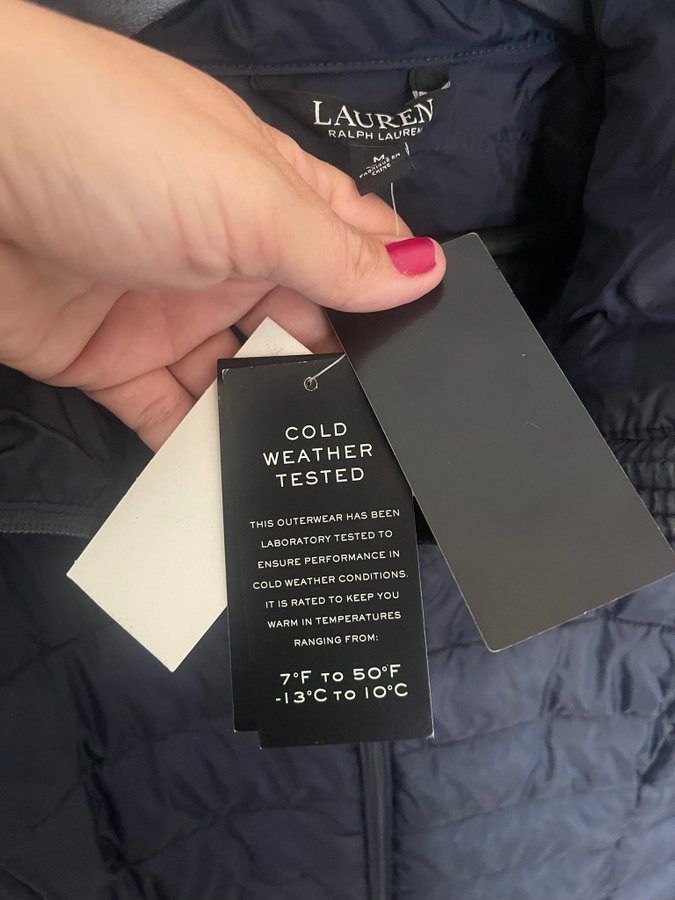 LAUREN
RALPH LAUREN
M
COLD
WEATHER
TESTED
THIS OUTERWEAR HAS BEEN
LABORATORY TESTED TO
ENSURE PERFORMANCE IN
COLD WEATHER CONDITIONS.
IT IS RATED TO KEEP YOU
WARM IN TEMPERATURES
RANGING FROM:
7°F TO 50°F
-13°C TO 10°C